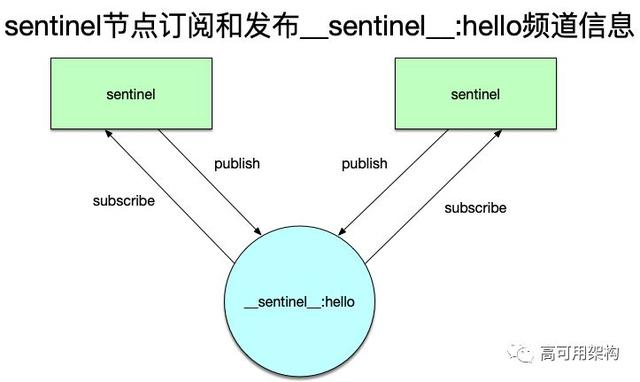 sentinel节点订阅和发布__sentinel__:hello频道信息
sentinel
sentinel
publish
publish
subscribe
subscribe
__sentinel__:hello
高可用架构